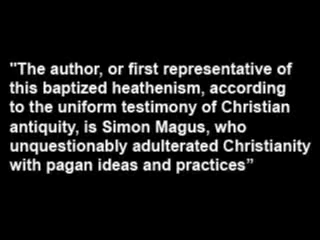 "The author, or first representative of
this baptized heathenism, according
to the uniform testimony of Christian
antiquity, is Simon Magus, who
unquestionably adulterated Christianity
with pagan ideas and practices”